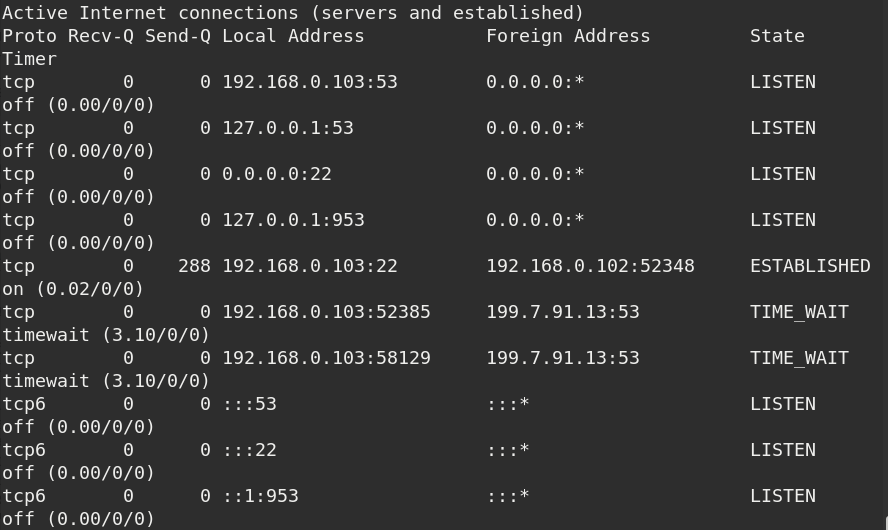 Active Internet connections (servers and established)
Proto Recv-Q Send-Q Local Address           Foreign Address         State
Timer
tcp        0      0 192.168.0.103:53        0.0.0.0:*               LISTEN
off (0.00/0/0)
tcp        0      0 127.0.0.1:53            0.0.0.0:*               LISTEN
off (0.00/0/0)
tcp        0      0 0.0.0.0:22              0.0.0.0:*               LISTEN
off (0.00/0/0)
tcp        0      0 127.0.0.1:953           0.0.0.0:*               LISTEN
off (0.00/0/0)
tcp        0    288 192.168.0.103:22        192.168.0.102:52348     ESTABLISHED
on (0.02/0/0)
tcp        0      0 192.168.0.103:52385     199.7.91.13:53          TIME_WAIT
timewait (3.10/0/0)
tcp        0      0 192.168.0.103:58129     199.7.91.13:53          TIME_WAIT
timewait (3.10/0/0)
tcp6       0      0 :::53                   :::*                    LISTEN
off (0.00/0/0)
tcp6       0      0 :::22                   :::*                    LISTEN
off (0.00/0/0)
tcp6       0      0 ::1:953                 :::*                    LISTEN
off (0.00/0/0)